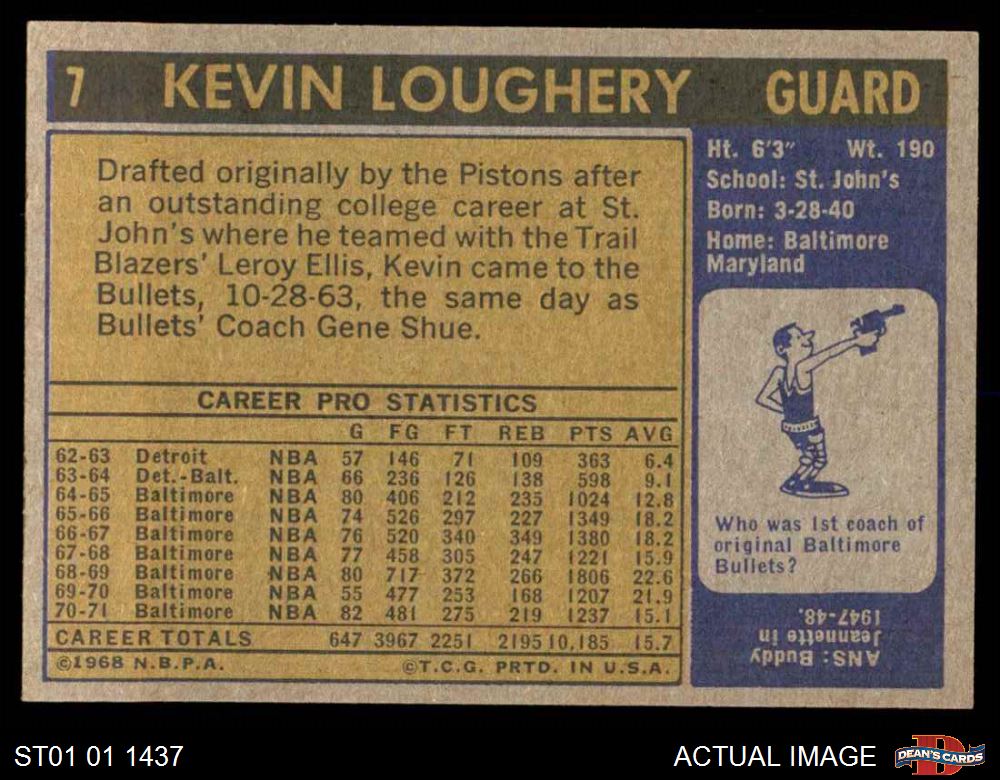 7 KEVIN LOUGHERY GUARD
Drafted originally by the Pistons after
an outstanding college career at St.
John's where he teamed with the Trail
Blazers' Leroy Ellis, Kevin came to the
Bullets, 10-28-63, the same day as
Bullets' Coach Gene Shue.
CAREER PRO STATISTICS
G FG FT REB PTS AVG
62-63 Detroit NBA 57 146 71 109 363 6.4
63-64 Det.-Balt. NBA 66 236 126 138 598 9.1
64-65 Baltimore NBA 80 406 212 235 1024 12.8
65-66 Baltimore NBA 74 526 297 227 1349 18.2
66-67 Baltimore NBA 76 520 340 349 1380 18.2
67-68 Baltimore NBA 77 458 305 247 1221 15.9
68-69 Baltimore NBA 80 717 372 266 1806 22.6
69-70 Baltimore NBA 55 477 253 168 1207 21.9
70-71 Baltimore NBA 82 481 275 219 1237 15.1
CAREER TOTALS 647 3967 2251 2195 10,185 15.7
©1968 N.B.P.A. ©T.C.G. PRTD. IN U.S.A.
Ht. 6'3" Wt. 190
School: St. John's
Born: 3-28-40
Home: Baltimore
Maryland
Who was 1st coach of
original Baltimore
Bullets?
ANS: Buddy
Jeannette in
1947-48.
ST01 01 1437
ACTUAL IMAGE
D
DEAN'S CARDS